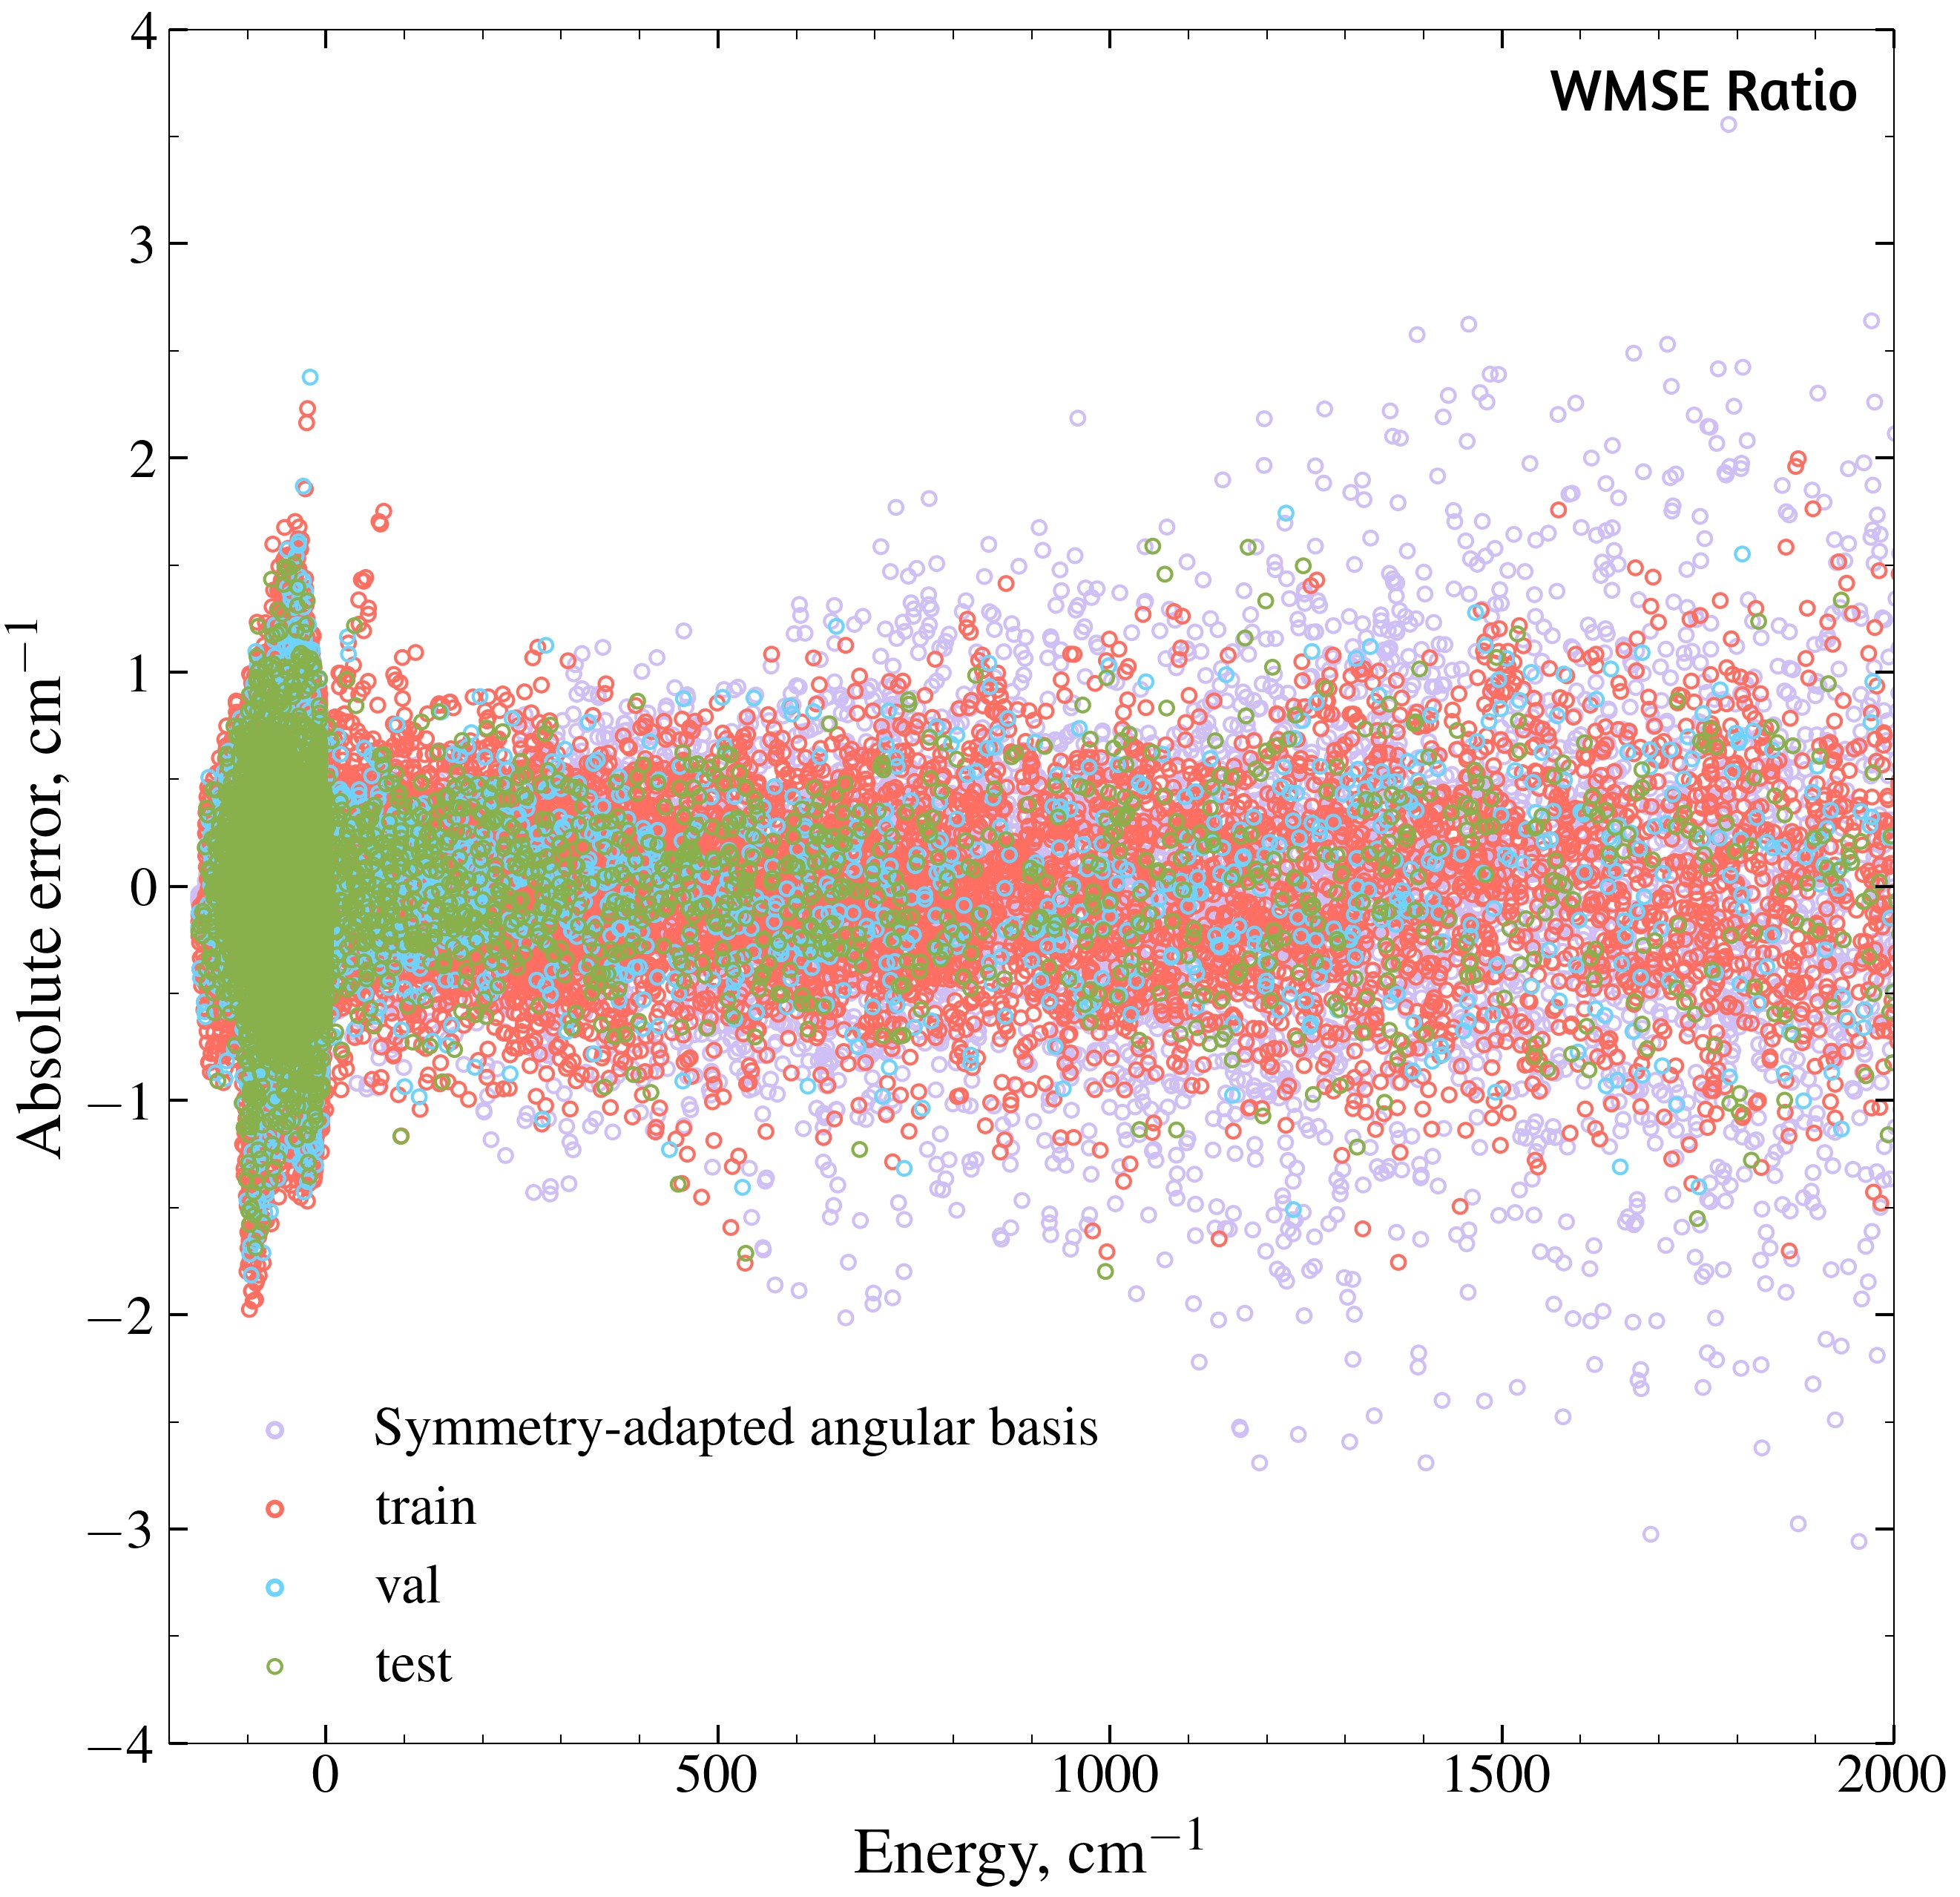 WMSE Ratio
4
3
2
1
0
−1
−2
−3
−4
Absolute error, cm⁻¹
Symmetry-adapted angular basis
train
val
test
0 500 1000 1500 2000
Energy, cm⁻¹